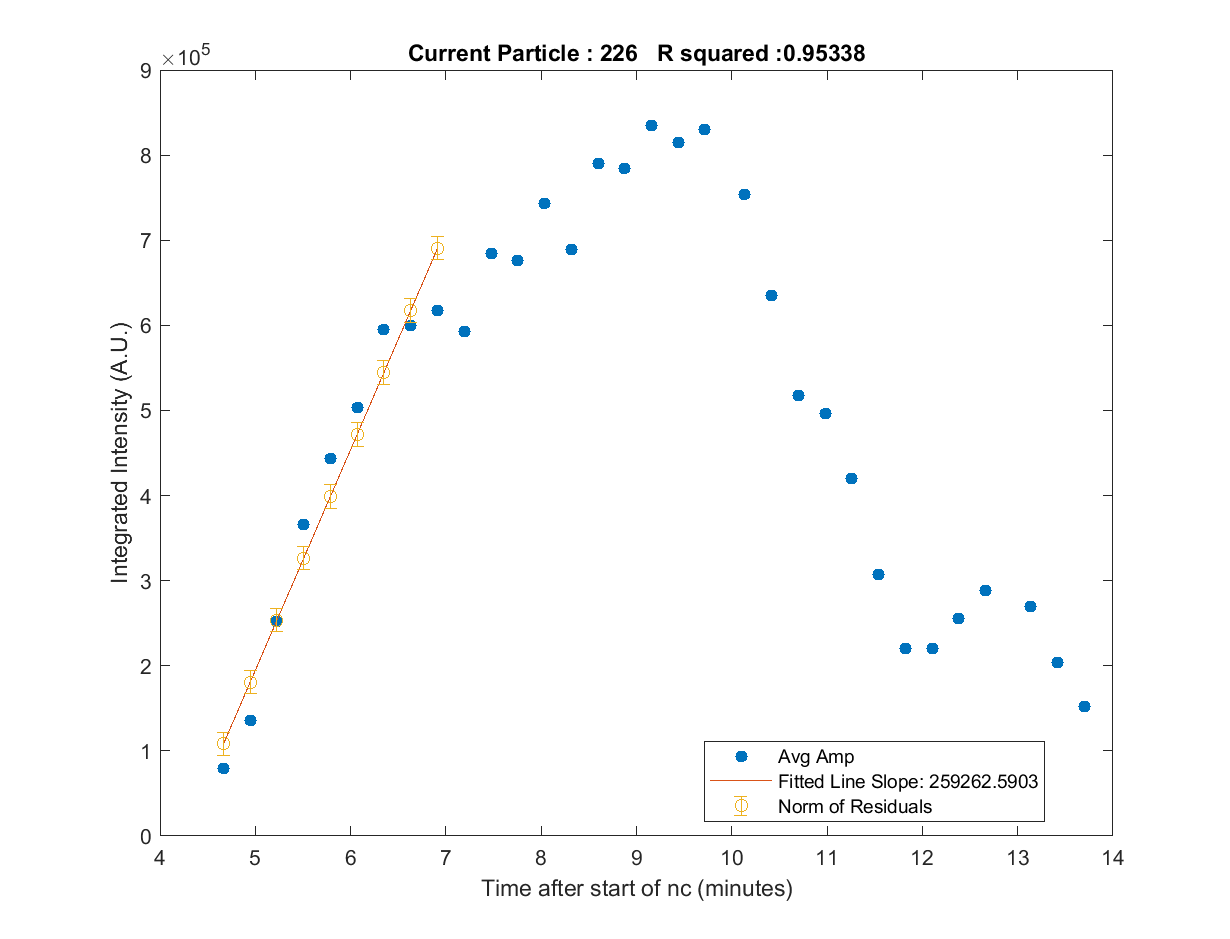 Current Particle : 226 R squared :0.95338
×10^5
9
8
7
6
5
4
3
2
1
0
Integrated Intensity (A.U.)
4 5 6 7 8 9 10 11 12 13 14
Time after start of nc (minutes)
Avg Amp
Fitted Line Slope: 259262.5903
Norm of Residuals